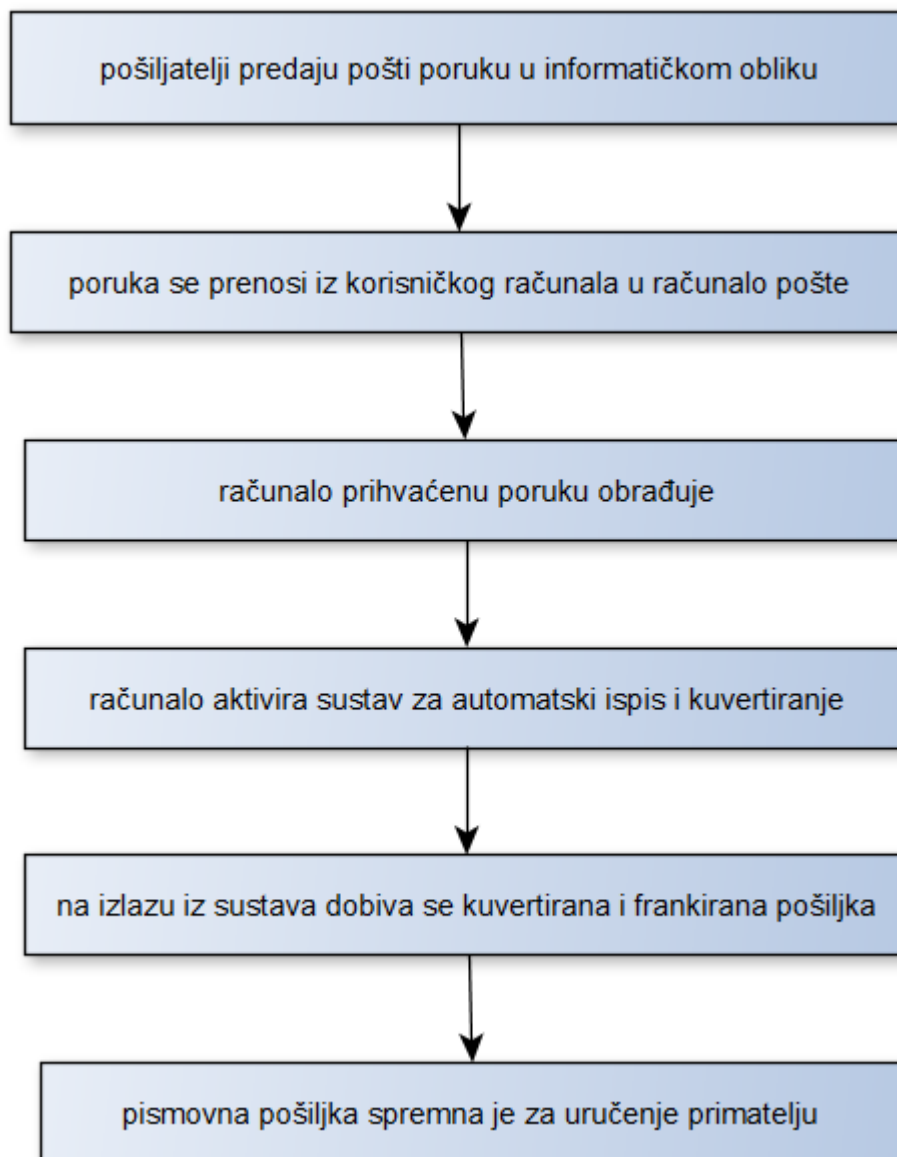 pošiljatelji predaju pošti poruku u informatičkom obliku
poruka se prenosi iz korisničkog računala u računalo pošte
računalo prihvaćenu poruku obrađuje
računalo aktivira sustav za automatski ispis i kuvertiranje
na izlazu iz sustava dobiva se kuvertirana i frankirana pošiljka
pismovna pošiljka spremna je za uručenje primatelju